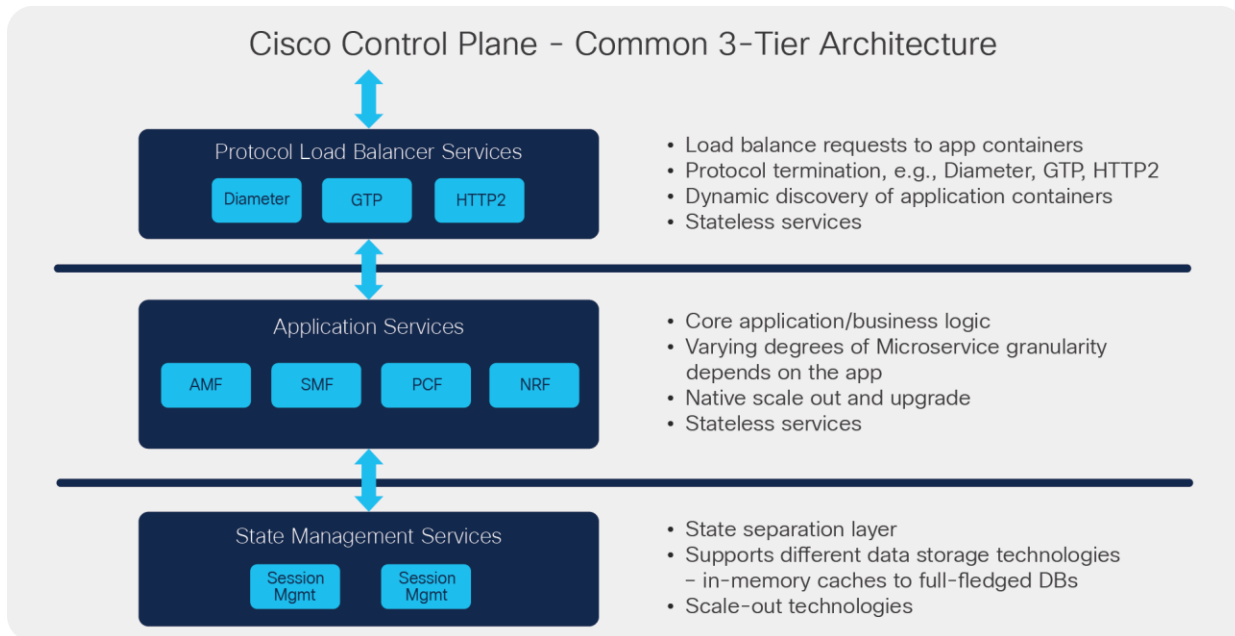 Cisco Control Plane - Common 3-Tier Architecture
Protocol Load Balancer Services
Diameter
GTP
HTTP2
• Load balance requests to app containers
• Protocol termination, e.g., Diameter, GTP, HTTP2
• Dynamic discovery of application containers
• Stateless services
Application Services
AMF
SMF
PCF
NRF
• Core application/business logic
• Varying degrees of Microservice granularity
depends on the app
• Native scale out and upgrade
• Stateless services
State Management Services
Session
Mgmt
Session
Mgmt
• State separation layer
• Supports different data storage technologies
– in-memory caches to full-fledged DBs
• Scale-out technologies